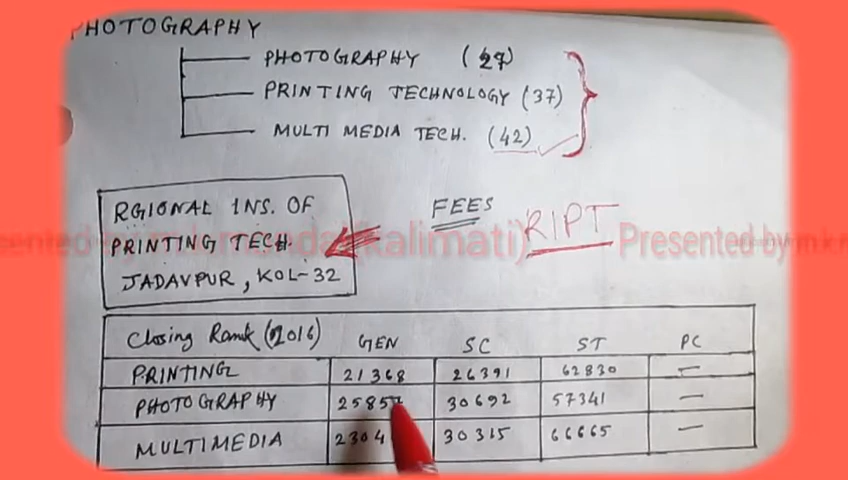 PHOTOGRAPHY
PHOTOGRAPHY (27)
PRINTING TECHNOLOGY (37)
MULTI MEDIA TECH. (42)
RGIONAL INS. OF
PRINTING TECH.
JADAVPUR, KOL-32
FEES
RIPT
Presented
(kalimati) Presented by
Closing Rank (2016) GEN SC ST PC
PRINTING 21368 26391 62830 —
PHOTOGRAPHY 30692 57341 —
MULTIMEDIA 30315 66665 —